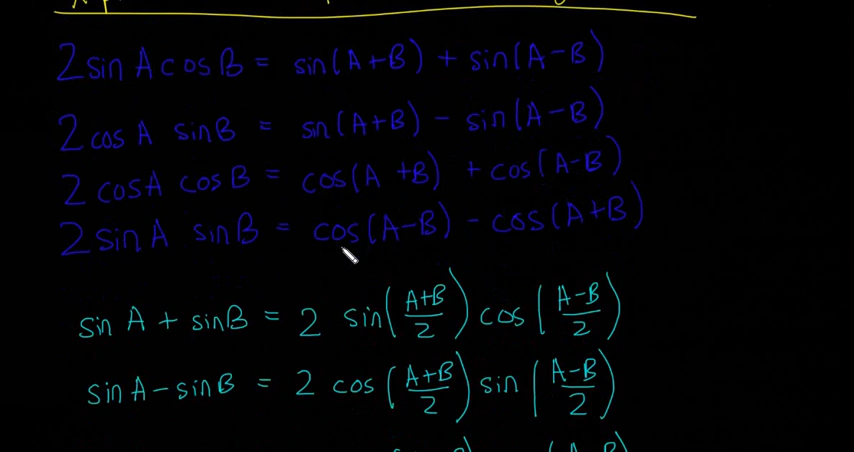 2 sin A cos B = sin(A+B) + sin(A-B)
2 cos A sin B = sin(A+B) - sin(A-B)
2 cos A cos B = cos(A+B) + cos(A-B)
2 sin A sin B = cos(A-B) - cos(A+B)
sin A + sin B = 2 sin((A+B)/2) cos((A-B)/2)
sin A - sin B = 2 cos((A+B)/2) sin((A-B)/2)